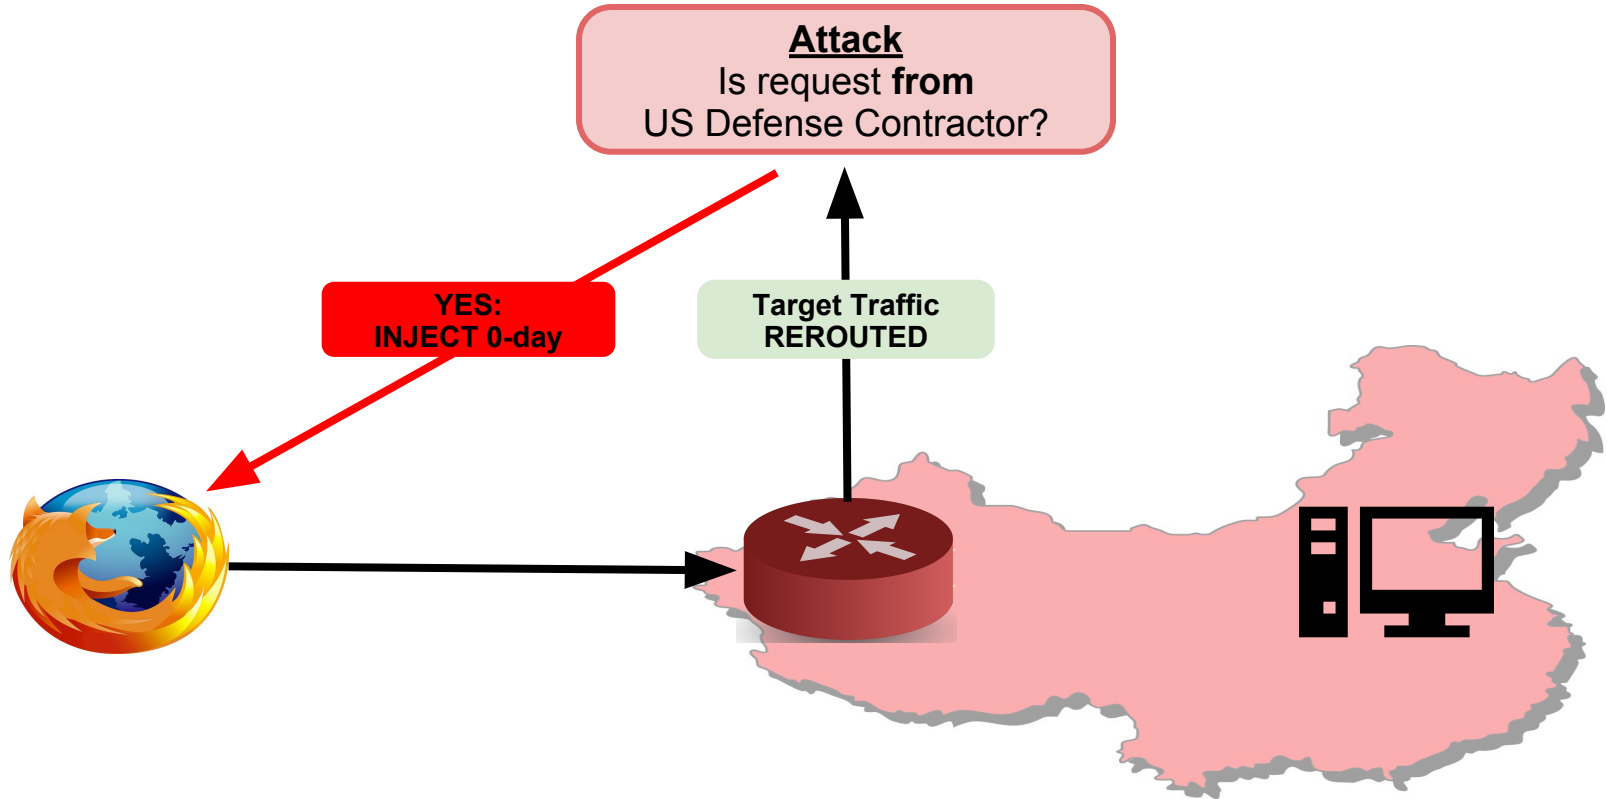 Attack
Is request from
US Defense Contractor?
YES:
INJECT 0-day
Target Traffic
REROUTED